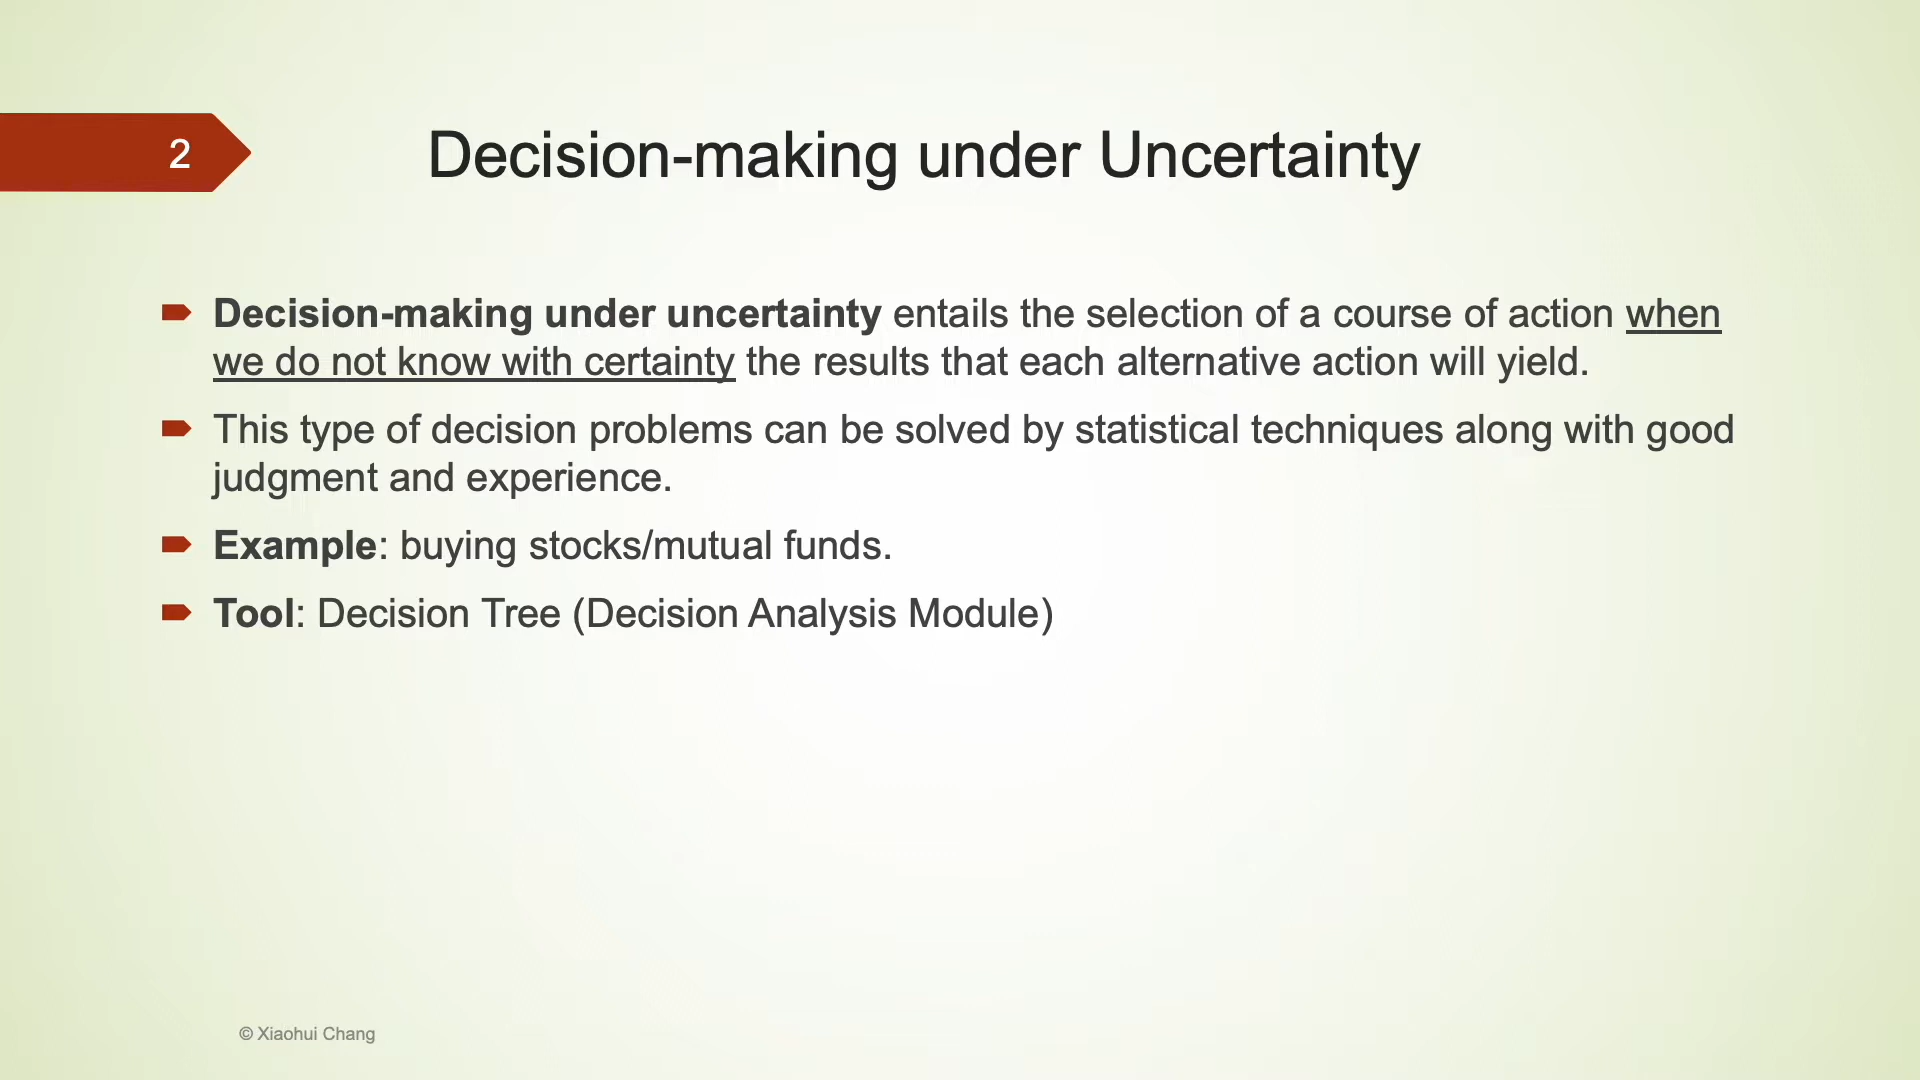 2
Decision-making under Uncertainty
Decision-making under uncertainty entails the selection of a course of action when
we do not know with certainty the results that each alternative action will yield.
This type of decision problems can be solved by statistical techniques along with good
judgment and experience.
Example: buying stocks/mutual funds.
Tool: Decision Tree (Decision Analysis Module)
© Xiaohui Chang